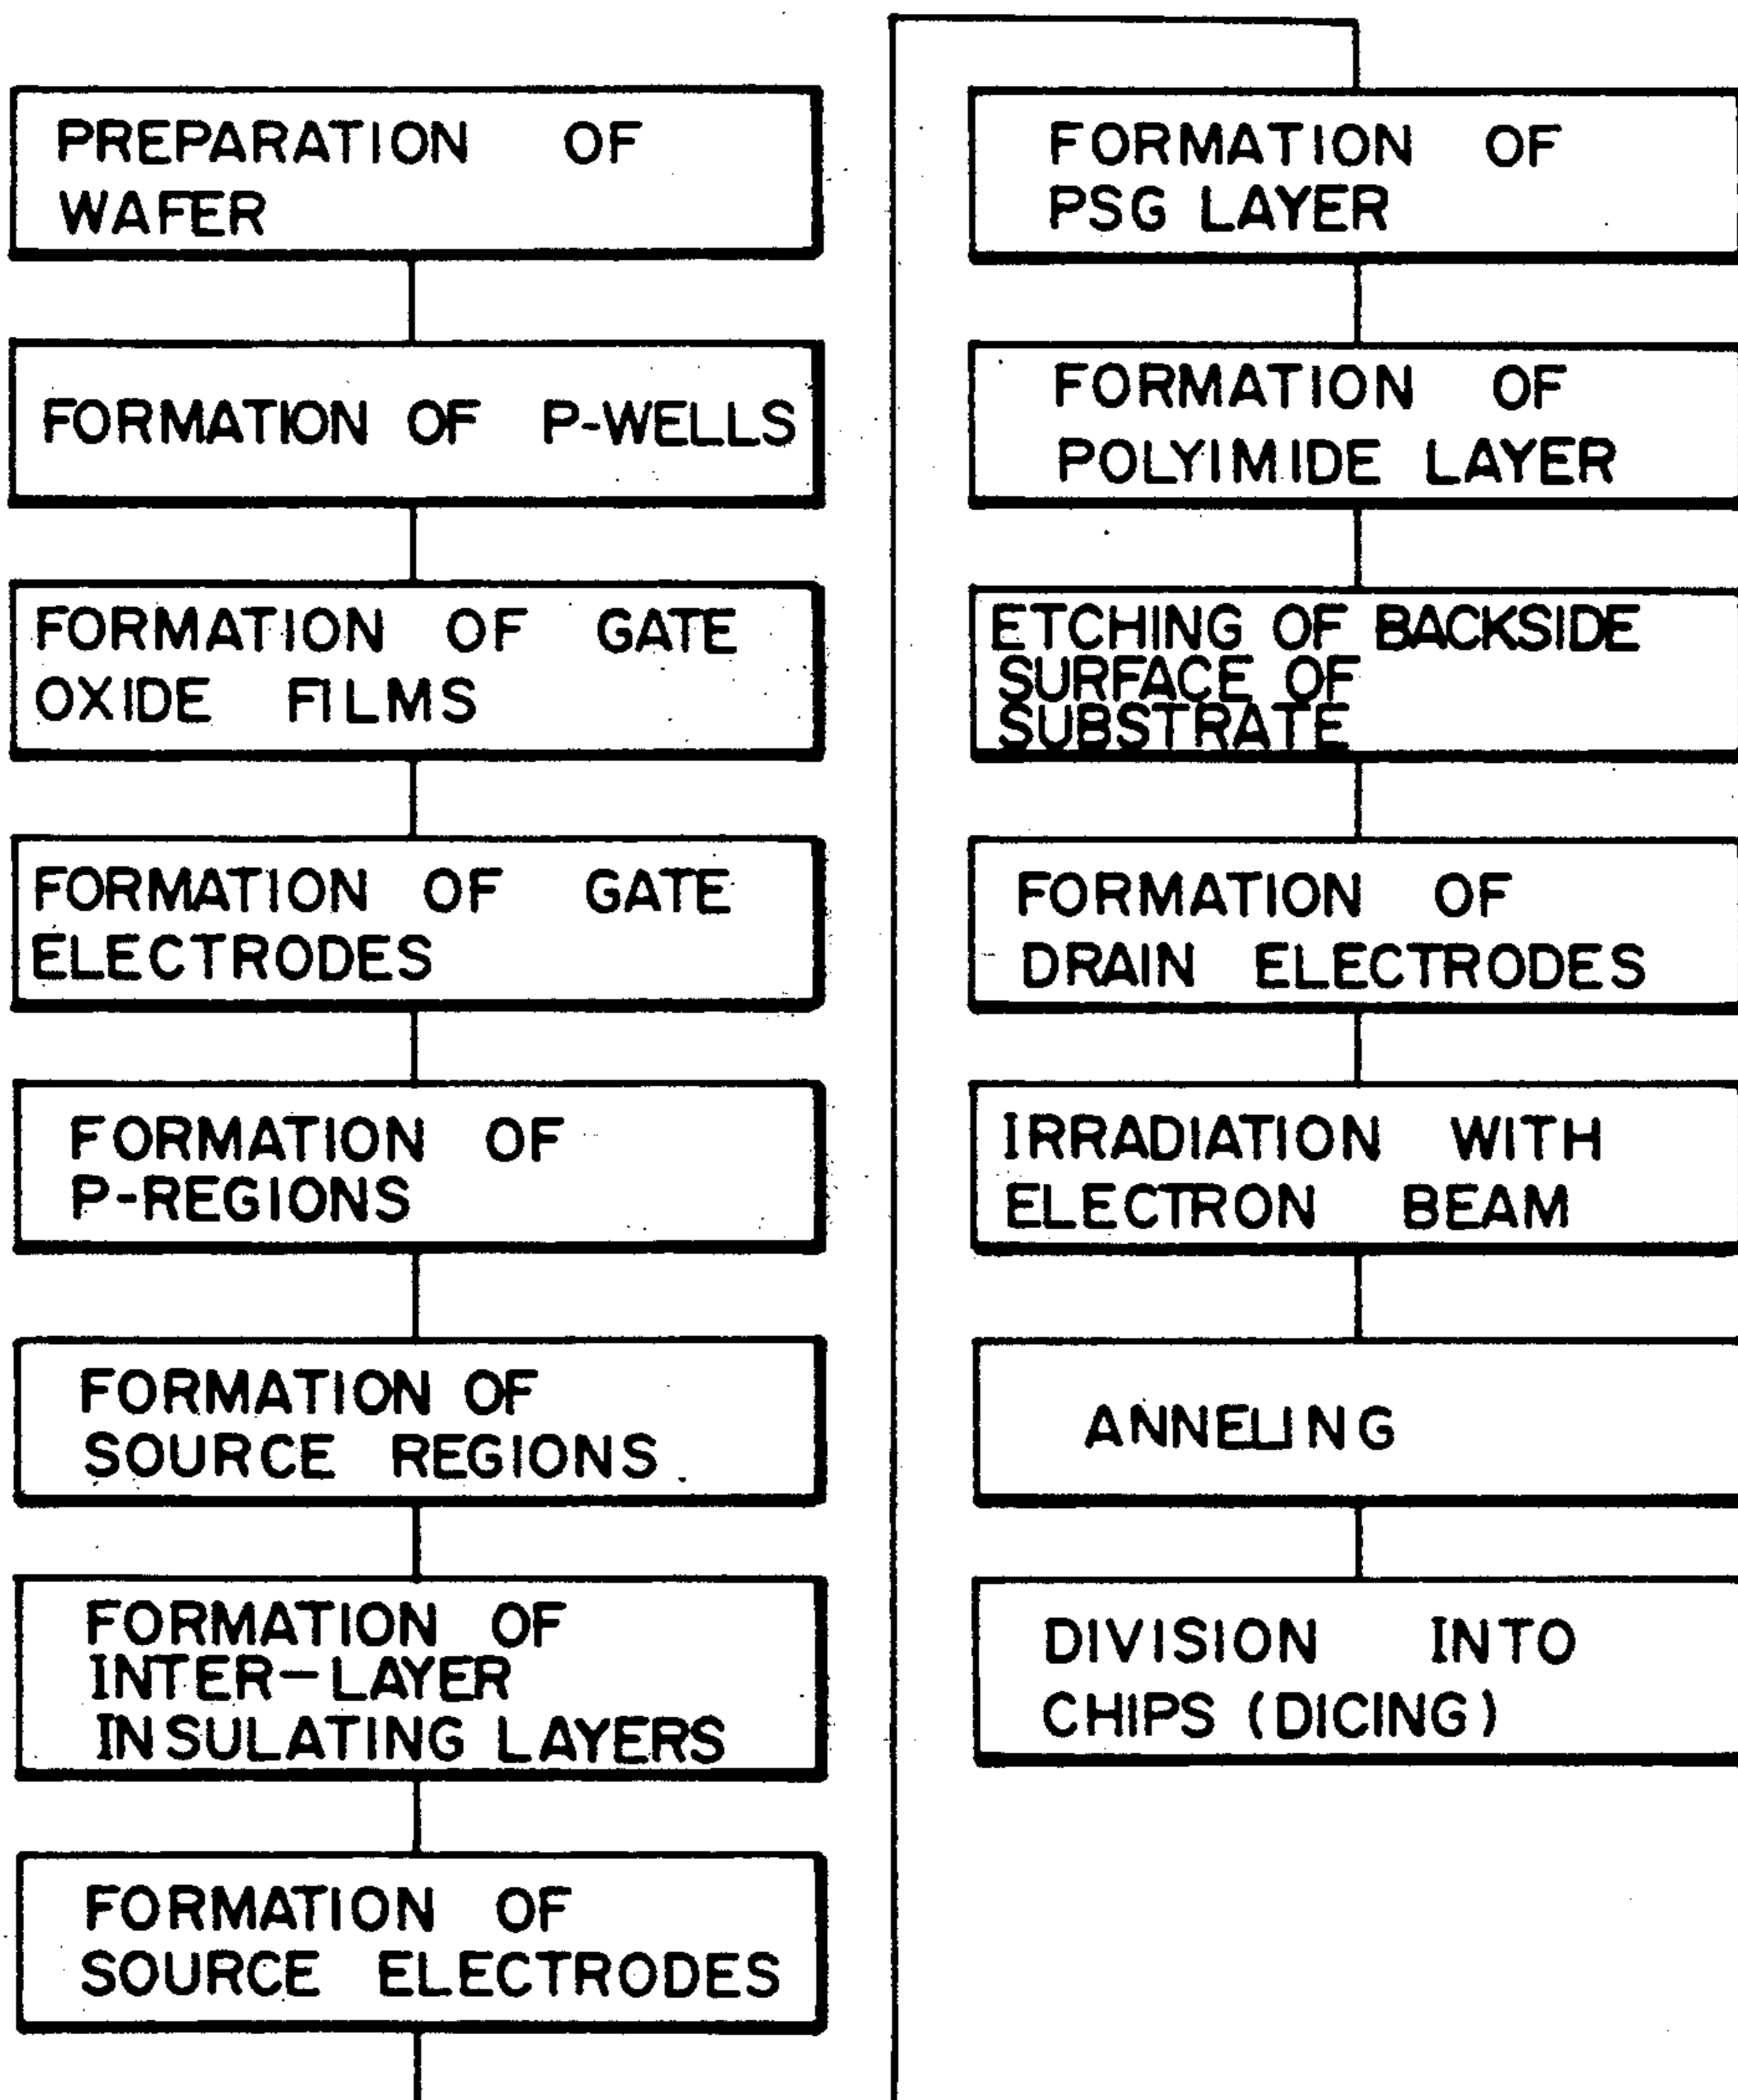 PREPARATION OF
WAFER
FORMATION OF P-WELLS
FORMATION OF GATE
OXIDE FILMS
FORMATION OF GATE
ELECTRODES
FORMATION OF
P-REGIONS
FORMATION OF
SOURCE REGIONS
FORMATION OF
INTER-LAYER
INSULATING LAYERS
FORMATION OF
SOURCE ELECTRODES
FORMATION OF
PSG LAYER
FORMATION OF
POLYIMIDE LAYER
ETCHING OF BACKSIDE
SURFACE OF
SUBSTRATE
FORMATION OF
DRAIN ELECTRODES
IRRADIATION WITH
ELECTRON BEAM
ANNELING
DIVISION INTO
CHIPS (DICING)